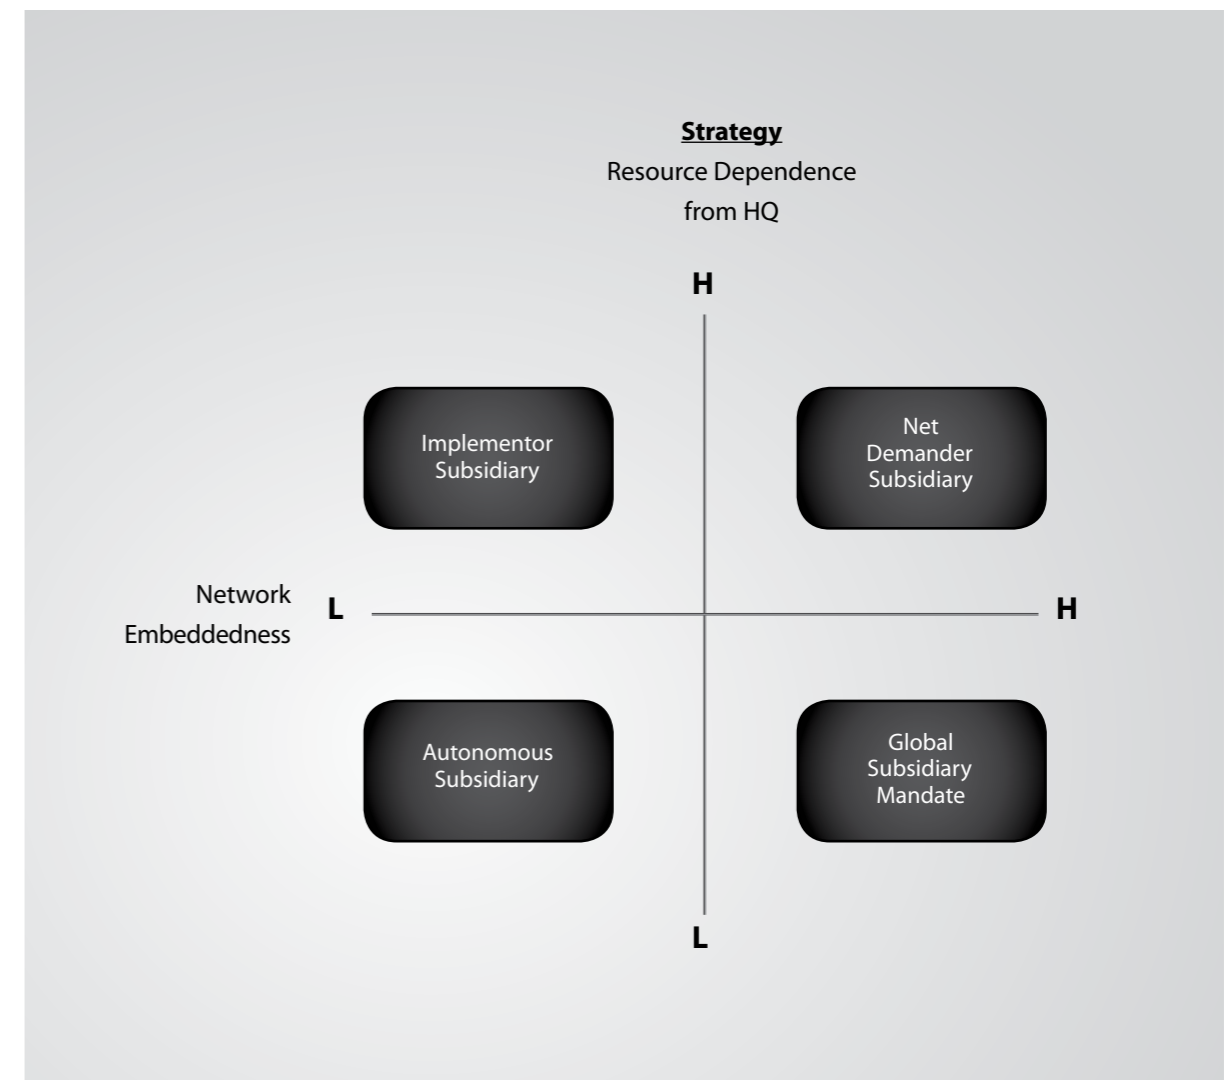 Strategy
Resource Dependence
from HQ
H
Implementor
Subsidiary
Net
Demander
Subsidiary
Network
Embeddedness
L
H
Autonomous
Subsidiary
Global
Subsidiary
Mandate
L